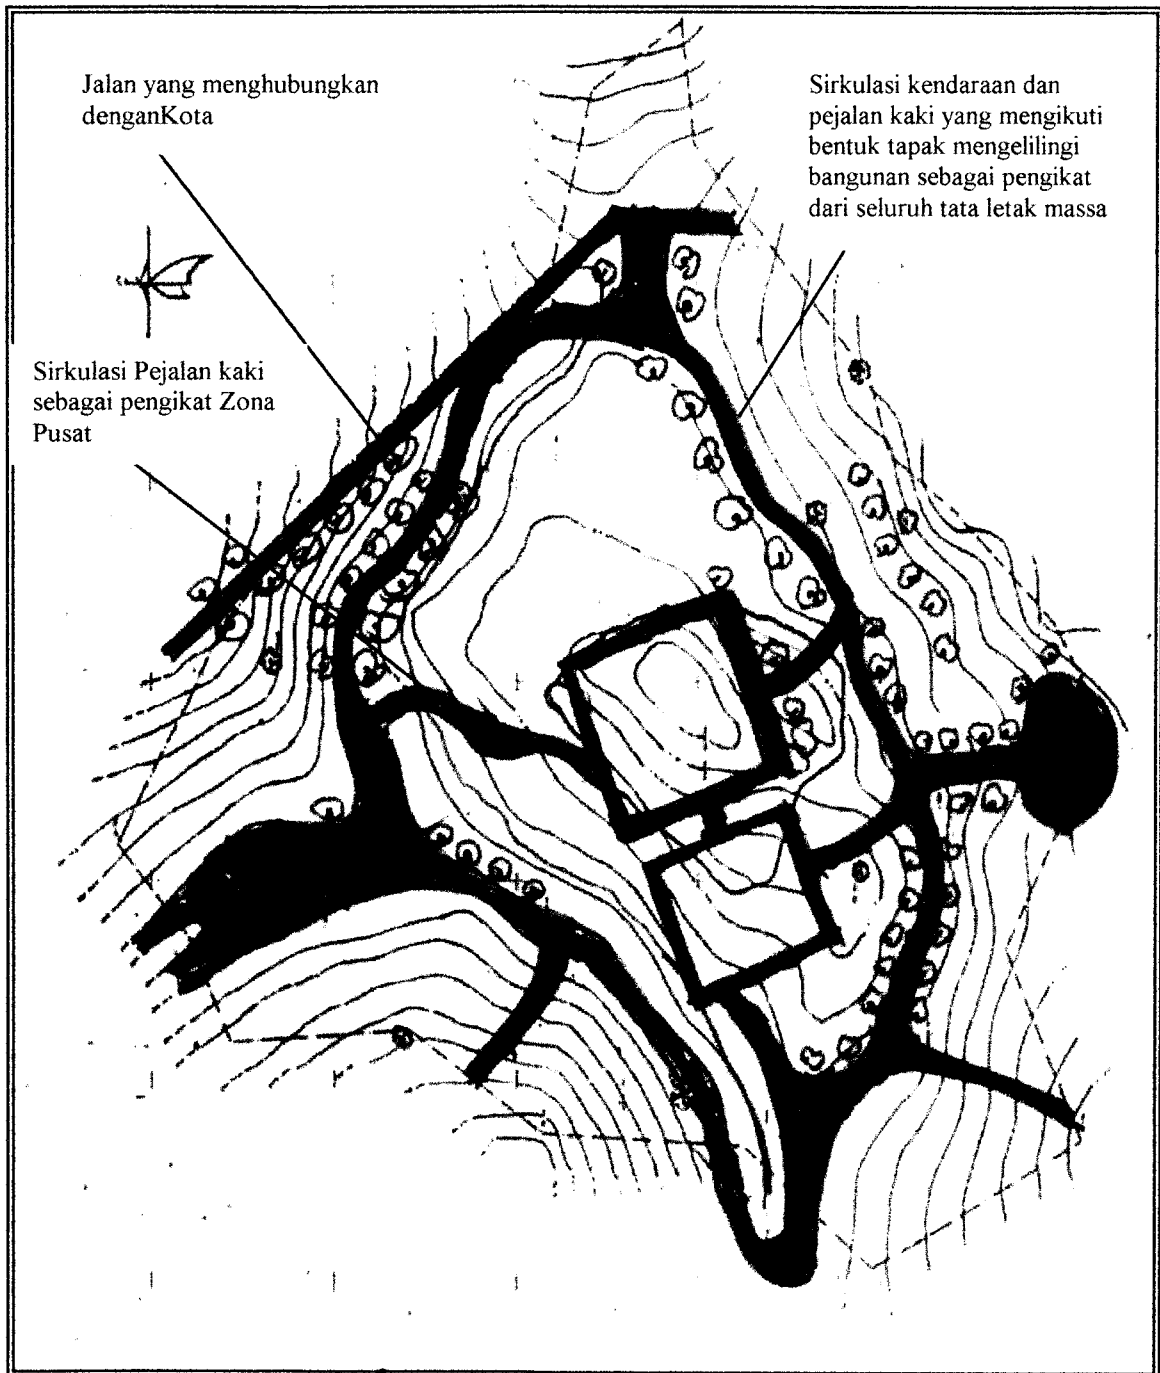 Jalan yang menghubungkan
denganKota
Sirkulasi kendaraan dan
pejalan kaki yang mengikuti
bentuk tapak mengelilingi
bangunan sebagai pengikat
dari seluruh tata letak massa
Sirkulasi Pejalan kaki
sebagai pengikat Zona
Pusat